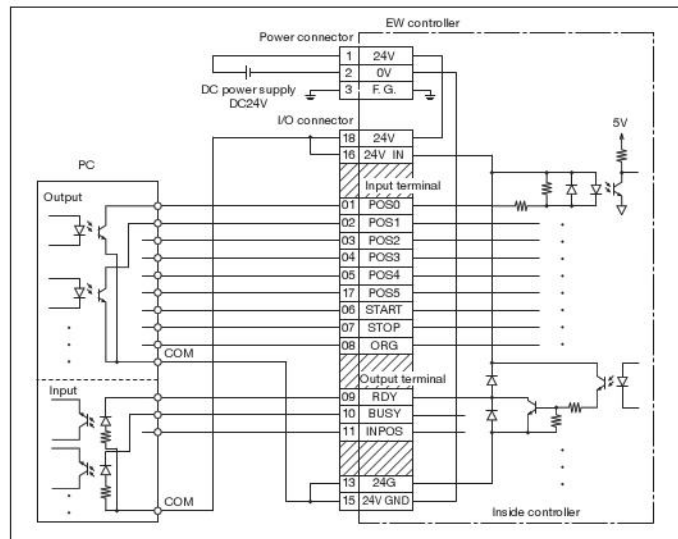 EW controller
Power connector
1 24V
2 0V
3 F. G.
DC power supply
DC24V
I/O connector
18 24V
16 24V IN
5V
PC
Input terminal
Output
01 POS0
02 POS1
03 POS2
04 POS3
05 POS4
17 POS5
06 START
07 STOP
08 ORG
COM
Output terminal
Input
09 RDY
10 BUSY
11 INPOS
13 24G
COM
15 24V GND
Inside controller